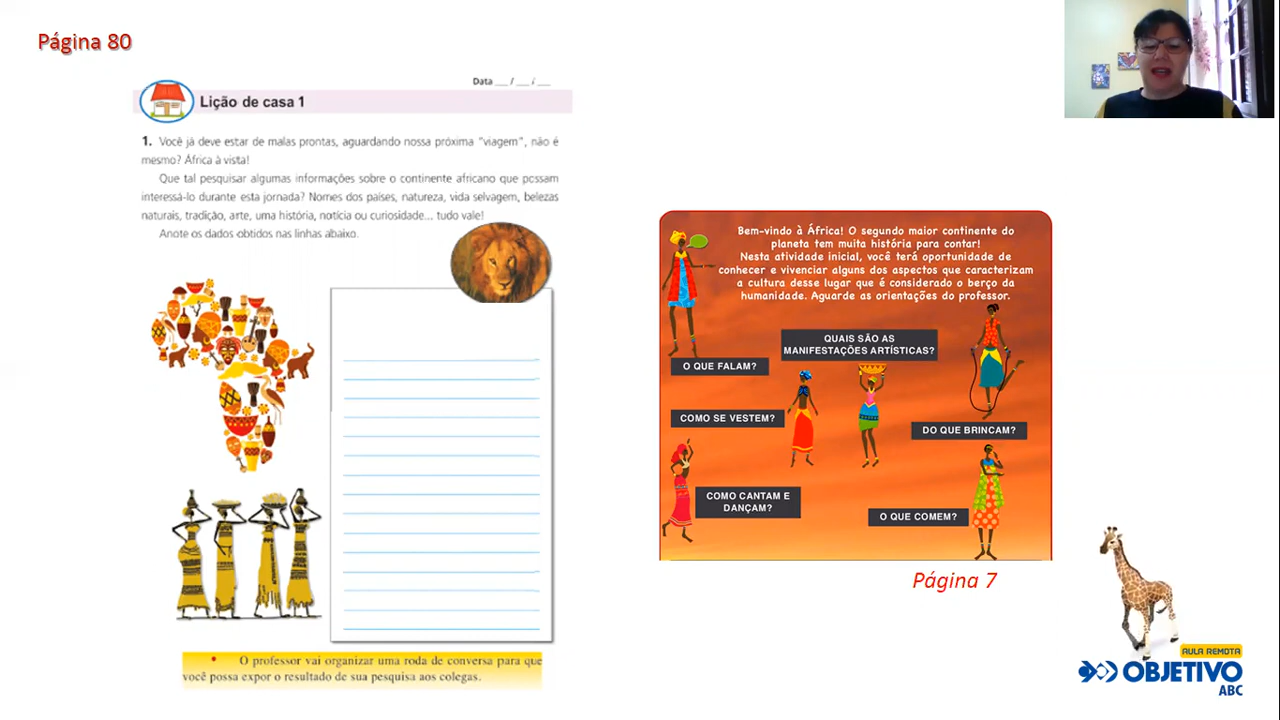 Página 80
Data ___ / ___ / ___
Lição de casa 1
1. Você já deve estar de malas prontas, aguardando nossa próxima "viagem", não é
mesmo? África à vista!
Que tal pesquisar algumas informações sobre o continente africano que possam
interessá-lo durante esta jornada? Nomes dos países, natureza, vida selvagem, belezas
naturais, tradição, arte, uma história, notícia ou curiosidade... tudo vale!
Anote os dados obtidos nas linhas abaixo.
• O professor vai organizar uma roda de conversa para que
você possa expor o resultado de sua pesquisa aos colegas.
Bem-vindo à África! O segundo maior continente do
planeta tem muita história para contar!
Nesta atividade inicial, você terá oportunidade de
conhecer e vivenciar alguns dos aspectos que caracterizam
a cultura desse lugar que é considerado o berço da
humanidade. Aguarde as orientações do professor.
QUAIS SÃO AS
MANIFESTAÇÕES ARTÍSTICAS?
O QUE FALAM?
COMO SE VESTEM?
DO QUE BRINCAM?
COMO CANTAM E
DANÇAM?
O QUE COMEM?
Página 7
AULA REMOTA
OBJETIVO
ABC